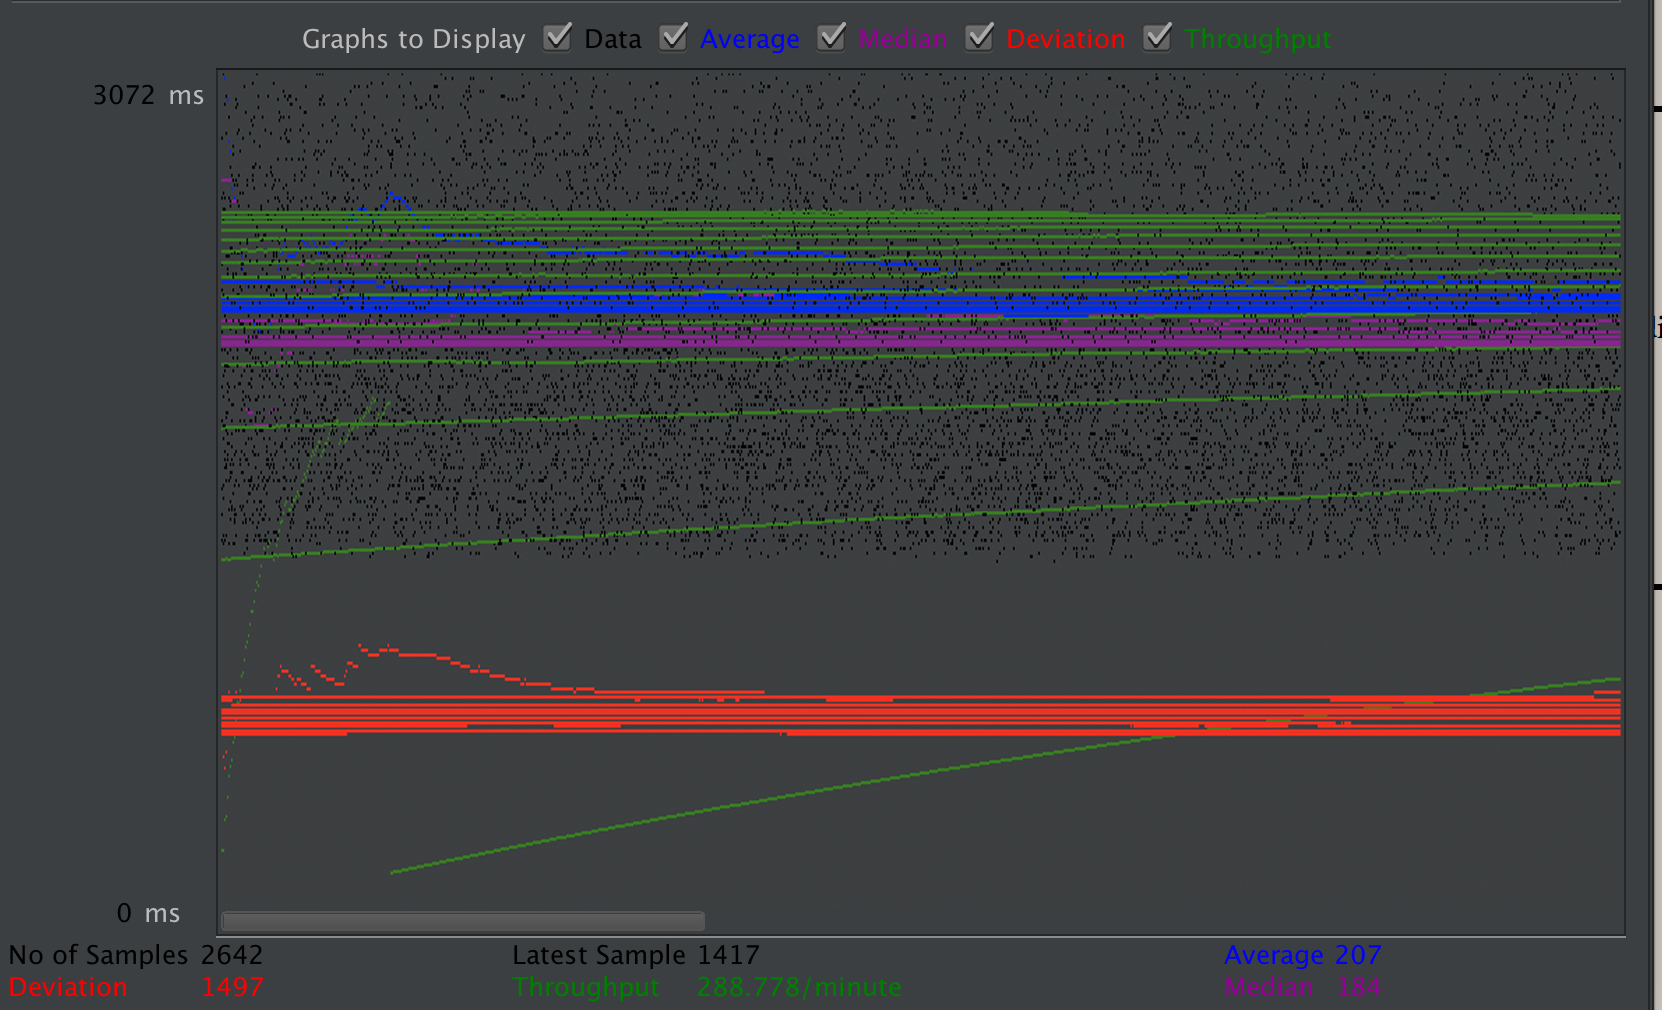 Graphs to Display Data Average Median Deviation Throughput
3072 ms
0 ms
No of Samples 2642 Latest Sample 1417 Average 207
Deviation 1497 Throughput 288.778/minute Median 184